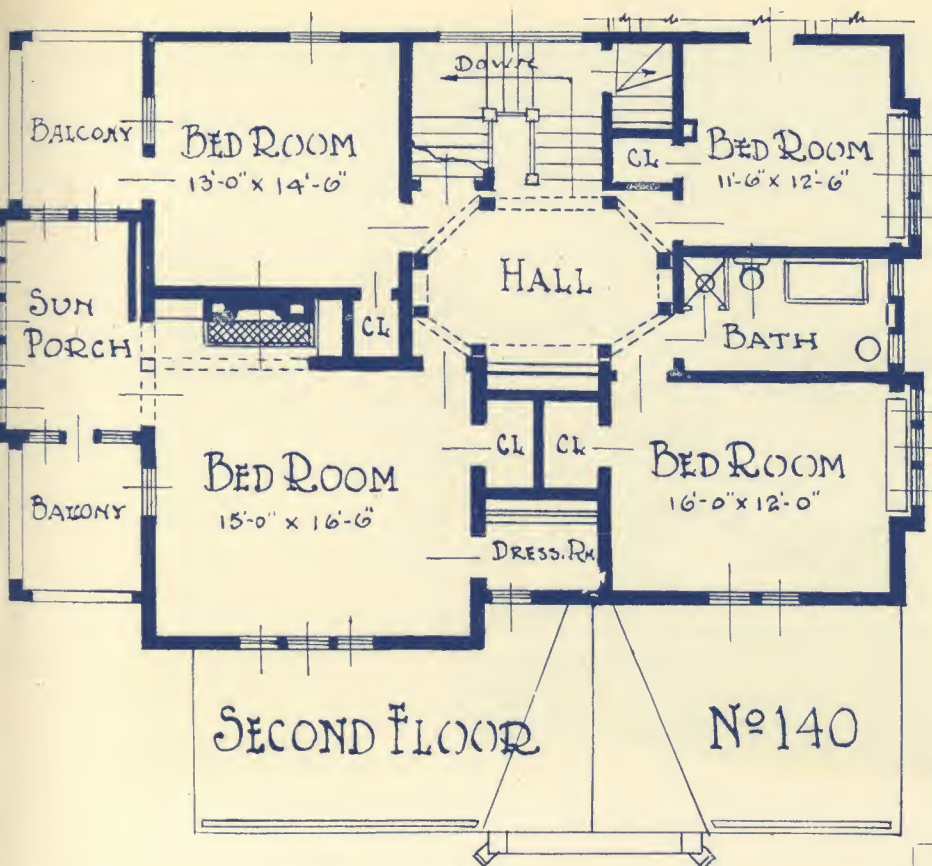 Down
BALCONY
BED ROOM
13'-0" x 14'-6"
CL
BED ROOM
11'-6" x 12'-6"
HALL
SUN
PORCH
CL
BATH
BED ROOM
15'-0" x 16'-6"
CL
CL
BED ROOM
16'-0" x 12'-0"
BALCONY
DRESS. RM
SECOND FLOOR
No 140